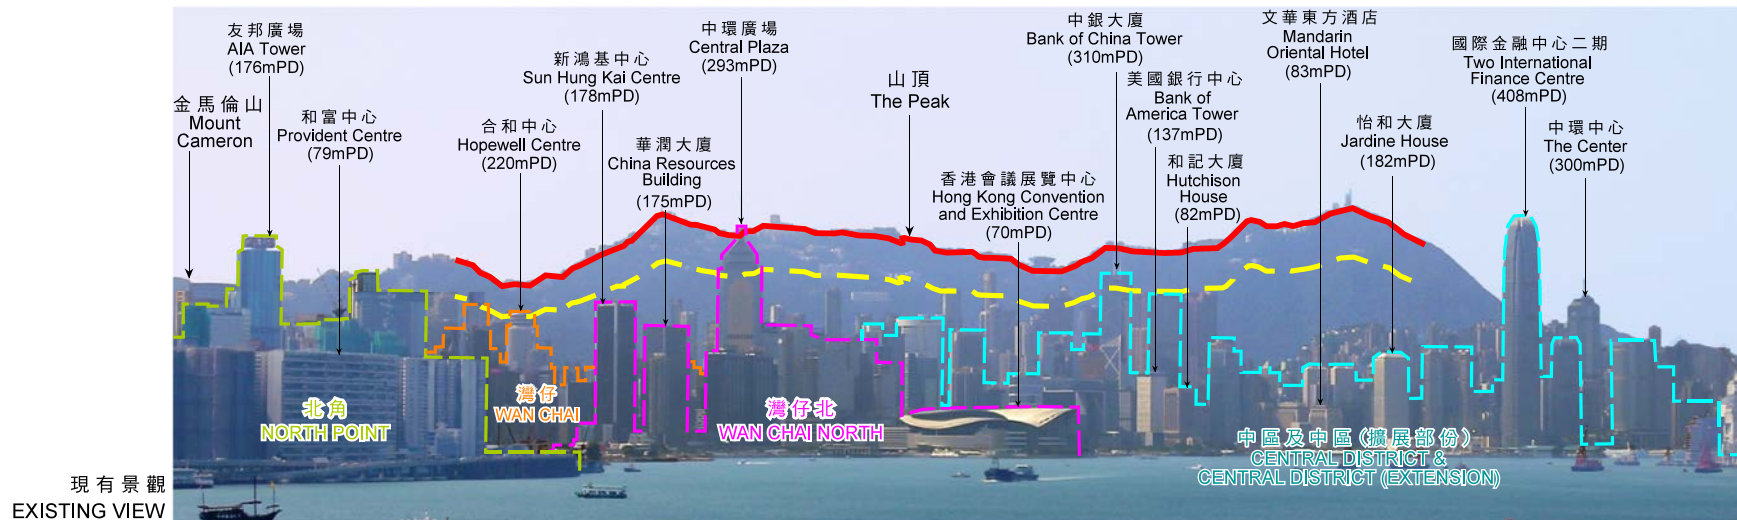 友邦廣場
AIA Tower
(176mPD)
金馬倫山
Mount
Cameron
和富中心
Provident Centre
(79mPD)
合和中心
Hopewell Centre
(220mPD)
新鴻基中心
Sun Hung Kai Centre
(178mPD)
華潤大廈
China Resources
Building
(175mPD)
中環廣場
Central Plaza
(293mPD)
山頂
The Peak
香港會議展覽中心
Hong Kong Convention
and Exhibition Centre
(70mPD)
中銀大廈
Bank of China Tower
(310mPD)
美國銀行中心
Bank of
America Tower
(137mPD)
和記大廈
Hutchison
House
(82mPD)
文華東方酒店
Mandarin
Oriental Hotel
(83mPD)
怡和大廈
Jardine House
(182mPD)
國際金融中心二期
Two International
Finance Centre
(408mPD)
中環中心
The Center
(300mPD)
北角
NORTH POINT
灣仔
WAN CHAI
灣仔北
WAN CHAI NORTH
中區及中區(擴展部份)
CENTRAL DISTRICT &
CENTRAL DISTRICT (EXTENSION)
現有景觀
EXISTING VIEW